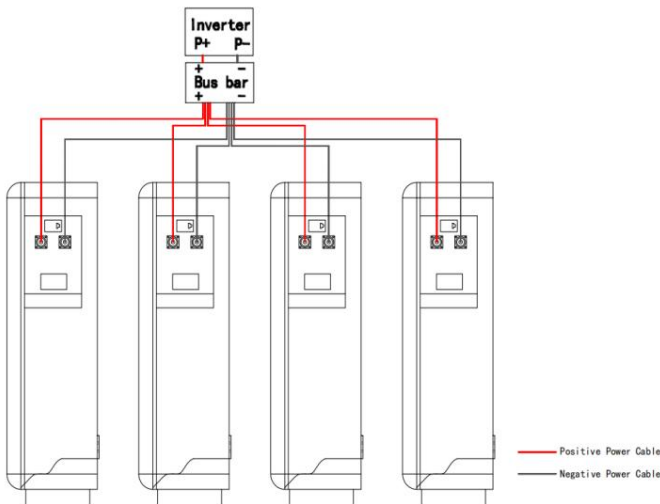 Inverter
P+ P-
+ -
Bus bar
+ -
D D D D
Positive Power Cable
Negative Power Cable